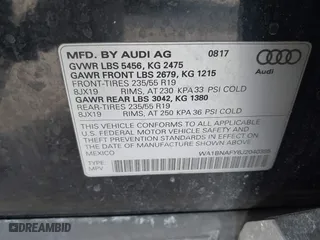 MFD. BY AUDI AG 0817
GVWR LBS 5456, KG 2475
GAWR FRONT LBS 2679, KG 1215
FRONT-TIRES 235/55 R19
8JX19 RIMS, AT 230 KPA 33 PSI COLD
GAWR REAR LBS 3042, KG 1380
REAR-TIRES 235/55 R19
8JX19 RIMS, AT 250 KPA 36 PSI COLD
Audi
THIS VEHICLE CONFORMS TO ALL APPLICABLE
U.S. FEDERAL MOTOR VEHICLE SAFETY STANDARDS
IN EFFECT ON THE DATE OF MANUFACTURE SHOWN ABOVE.
MEXICO
TYPE:
MPV
DREAMBID.COM